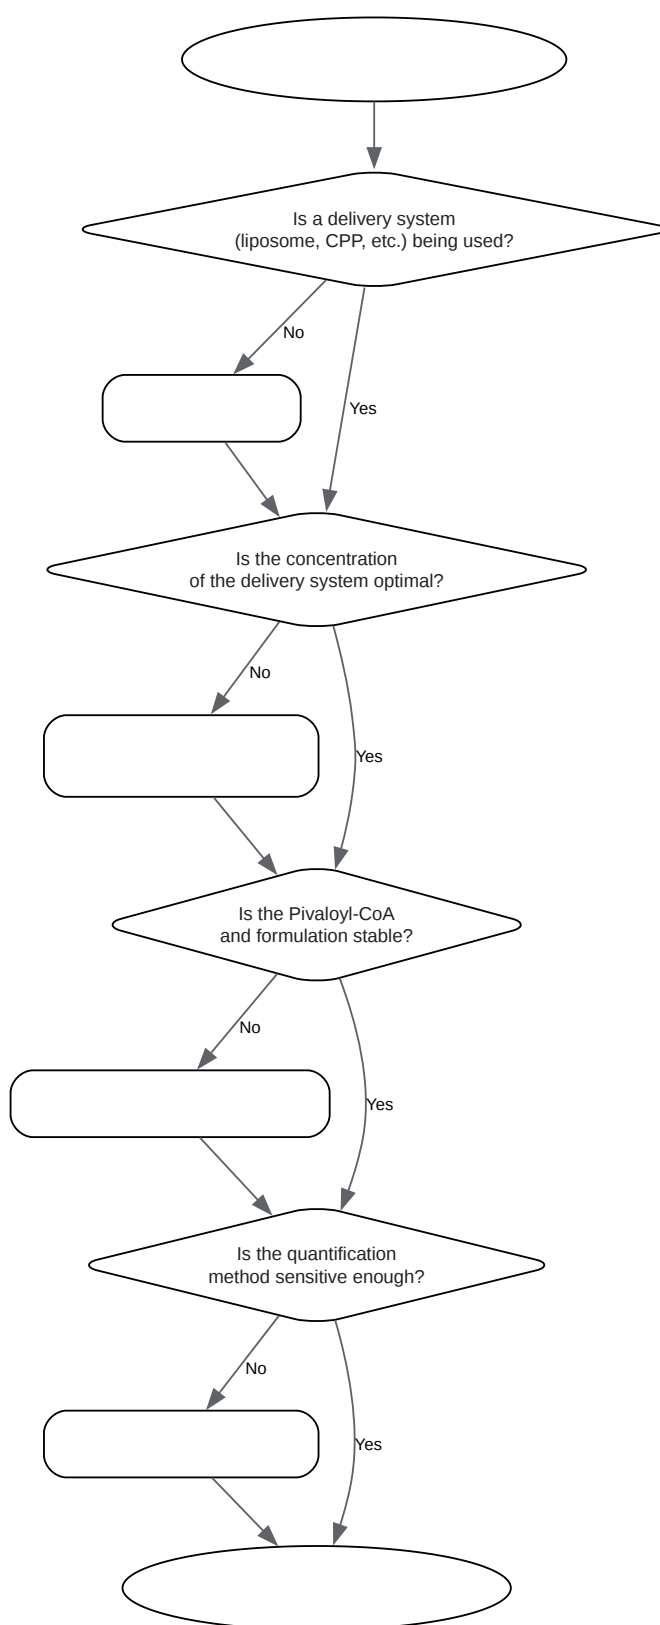 Is a delivery system
(liposome, CPP, etc.) being used?
No
Yes
Is the concentration
of the delivery system optimal?
No
Yes
Is the Pivaloyl-CoA
and formulation stable?
No
Yes
Is the quantification
method sensitive enough?
No
Yes